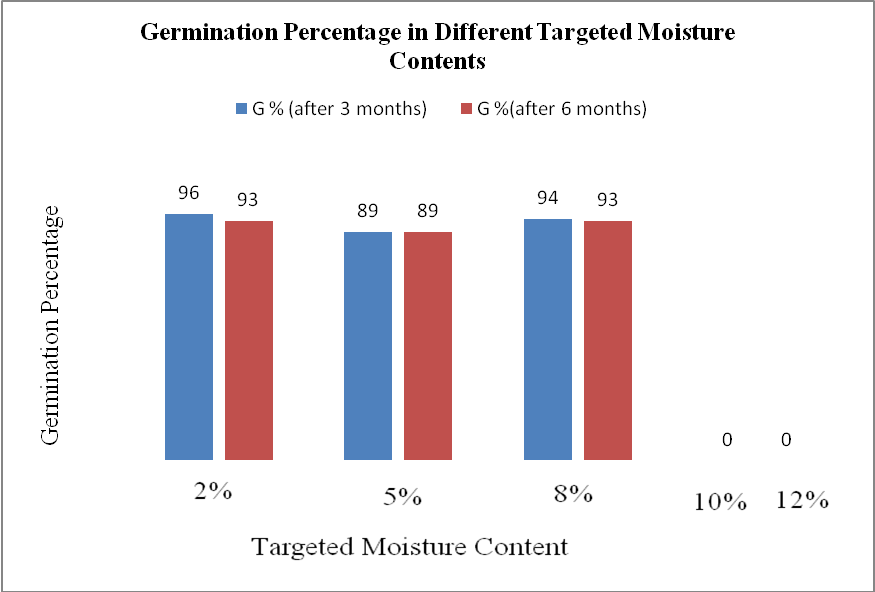 Germination Percentage in Different Targeted Moisture
Contents
G % (after 3 months) G %(after 6 months)
96 93 89 89 94 93 0 0
Germination Percentage
2% 5% 8% 10% 12%
Targeted Moisture Content